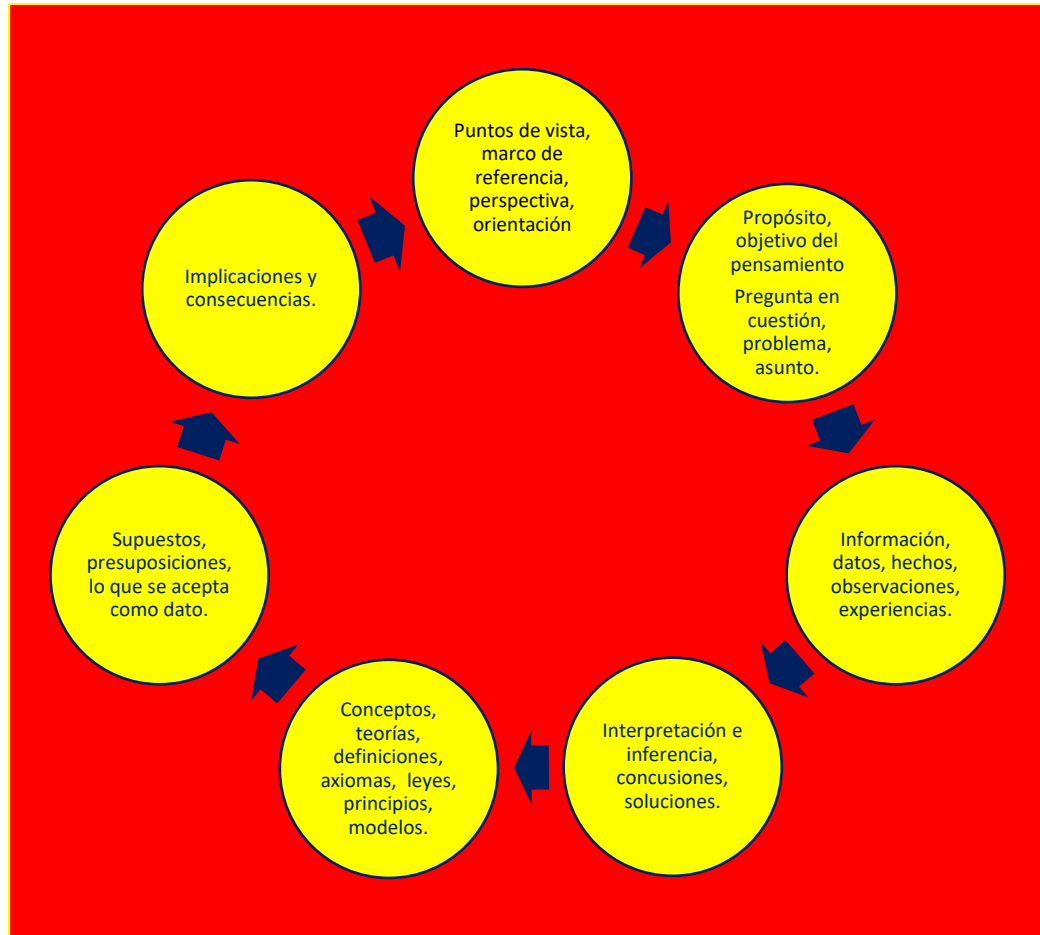 Puntos de vista,
marco de
referencia,
perspectiva,
orientación
Propósito,
objetivo del
pensamiento
Pregunta en
cuestión,
problema,
asunto.
Información,
datos, hechos,
observaciones,
experiencias.
Interpretación e
inferencia,
concusiones,
soluciones.
Conceptos,
teorías,
definiciones,
axiomas, leyes,
principios,
modelos.
Supuestos,
presuposiciones,
lo que se acepta
como dato.
Implicaciones y
consecuencias.